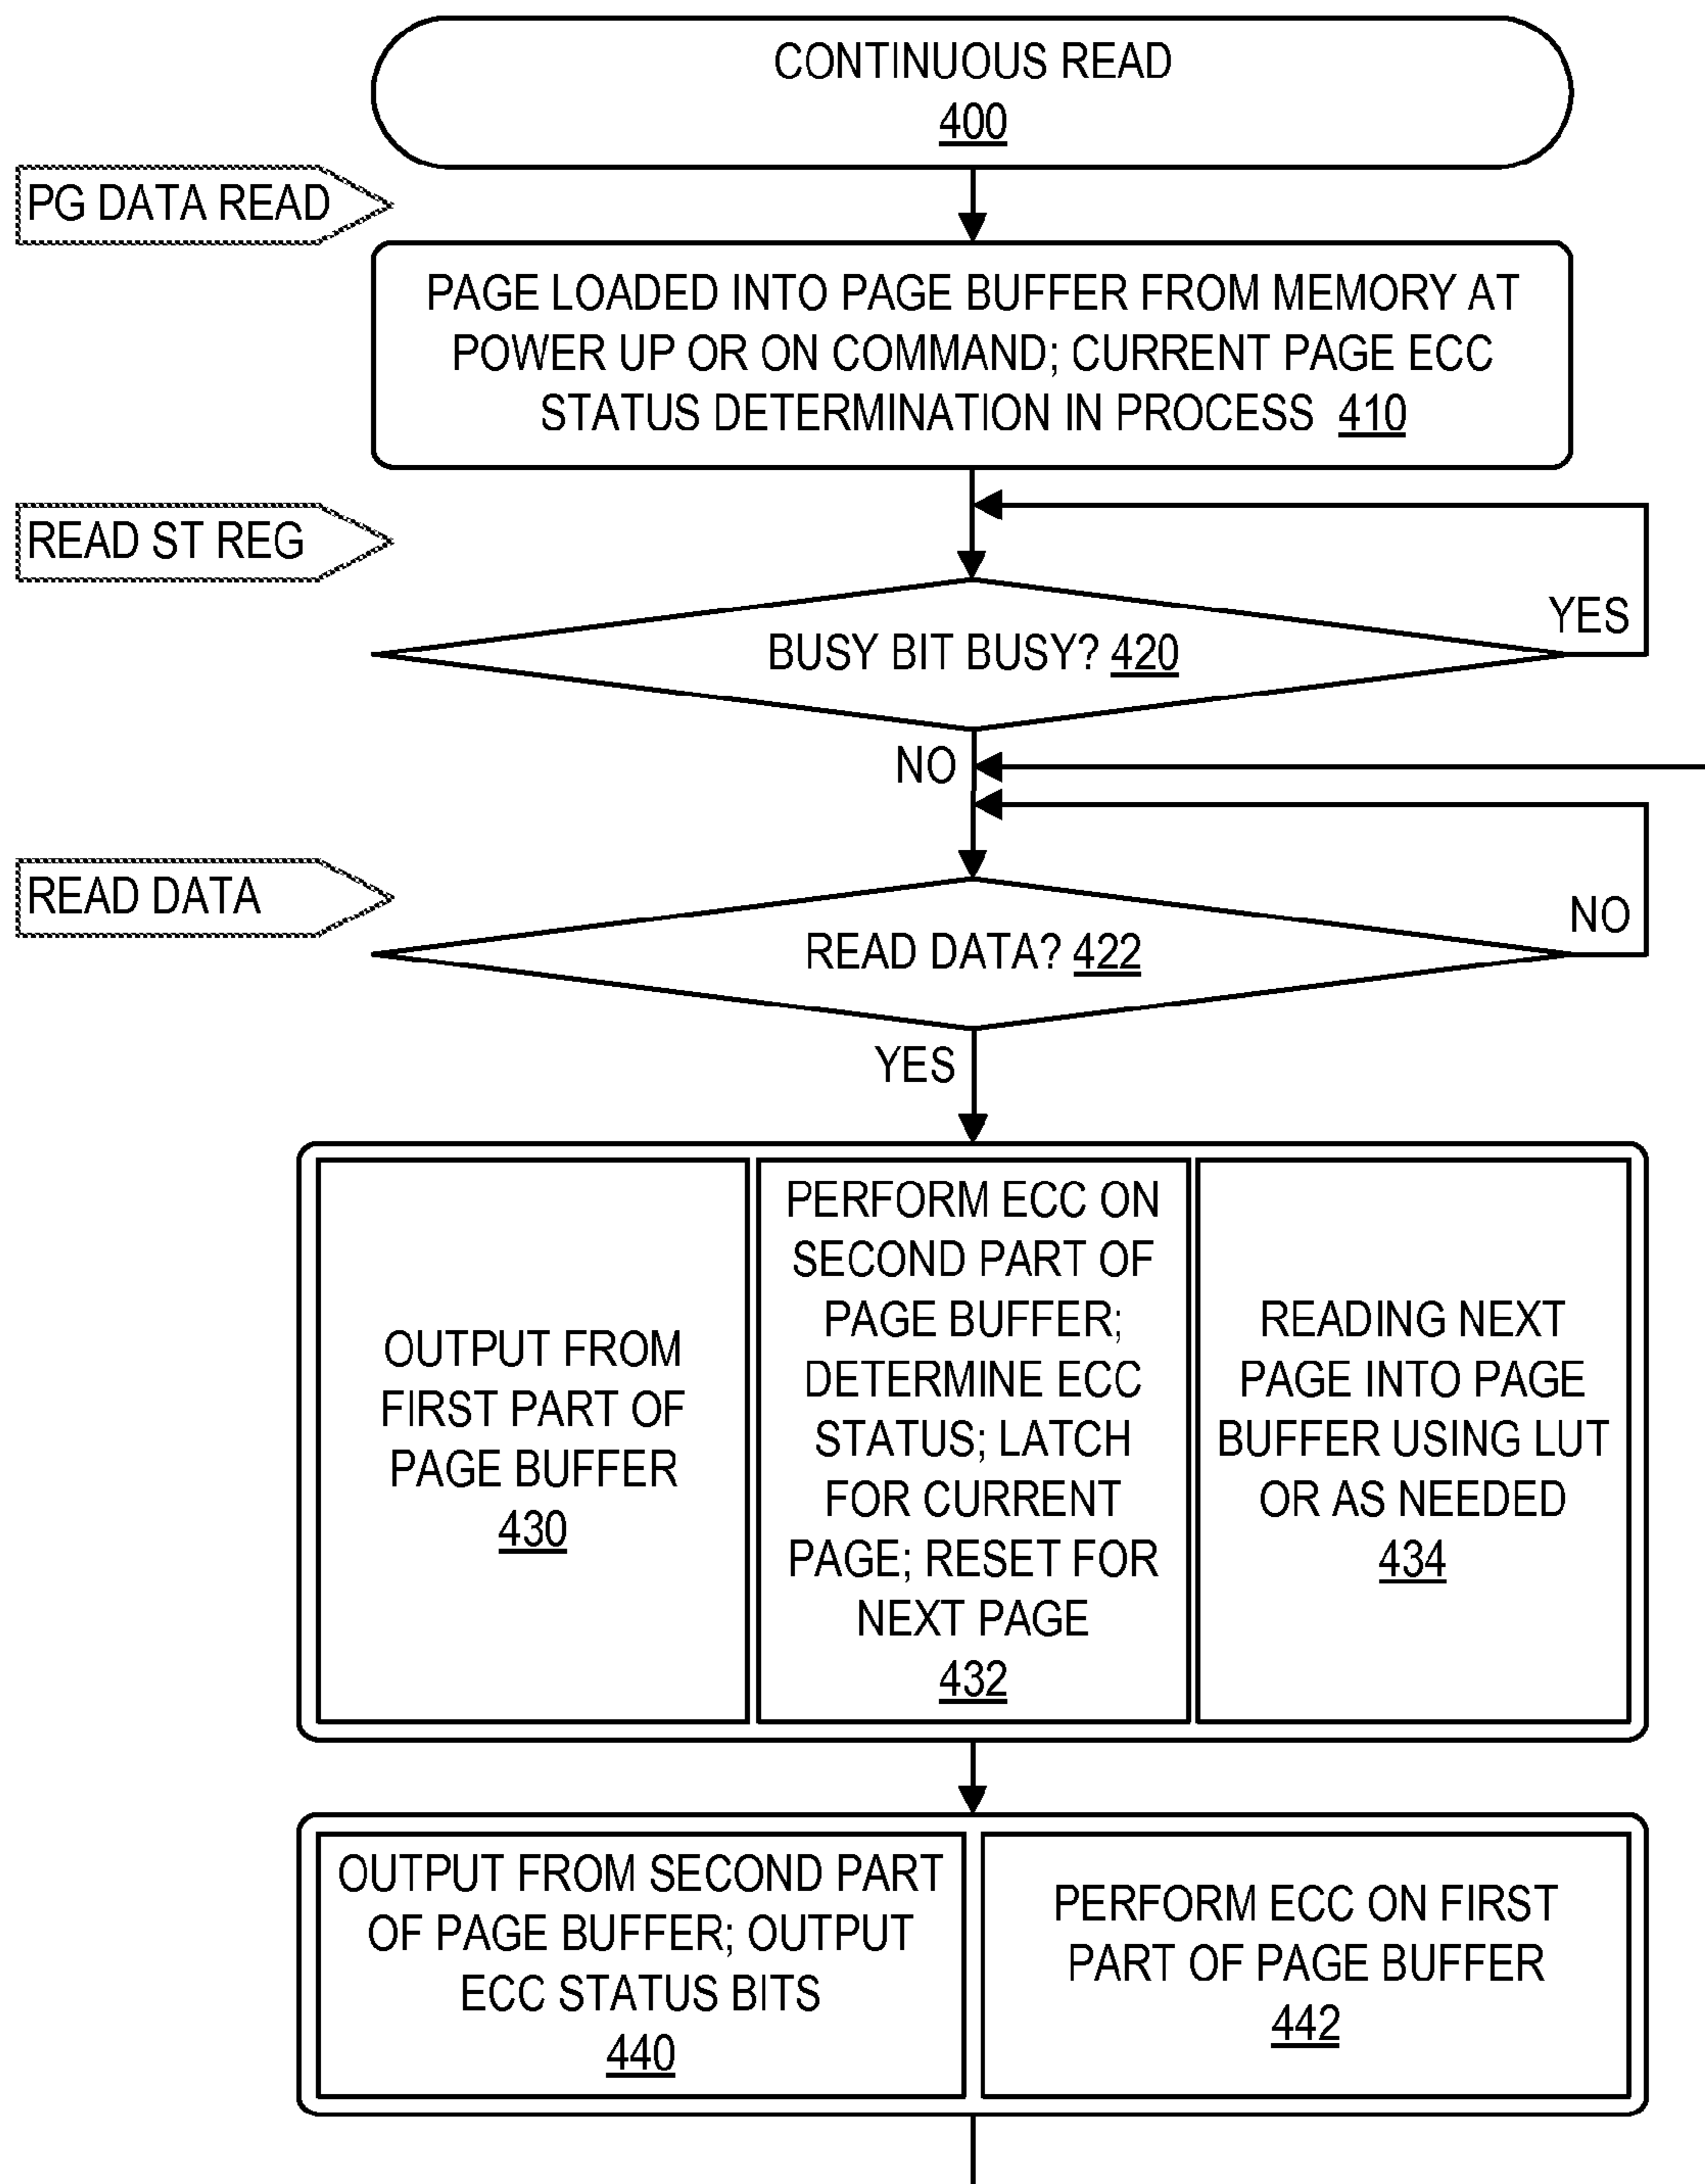 CONTINUOUS READ
400
PG DATA READ
PAGE LOADED INTO PAGE BUFFER FROM MEMORY AT
POWER UP OR ON COMMAND; CURRENT PAGE ECC
STATUS DETERMINATION IN PROCESS 410
READ ST REG
YES
BUSY BIT BUSY? 420
NO
READ DATA
NO
READ DATA? 422
YES
OUTPUT FROM
FIRST PART OF
PAGE BUFFER
430
PERFORM ECC ON
SECOND PART OF
PAGE BUFFER;
DETERMINE ECC
STATUS; LATCH
FOR CURRENT
PAGE; RESET FOR
NEXT PAGE
432
READING NEXT
PAGE INTO PAGE
BUFFER USING LUT
OR AS NEEDED
434
OUTPUT FROM SECOND PART
OF PAGE BUFFER; OUTPUT
ECC STATUS BITS
440
PERFORM ECC ON FIRST
PART OF PAGE BUFFER
442